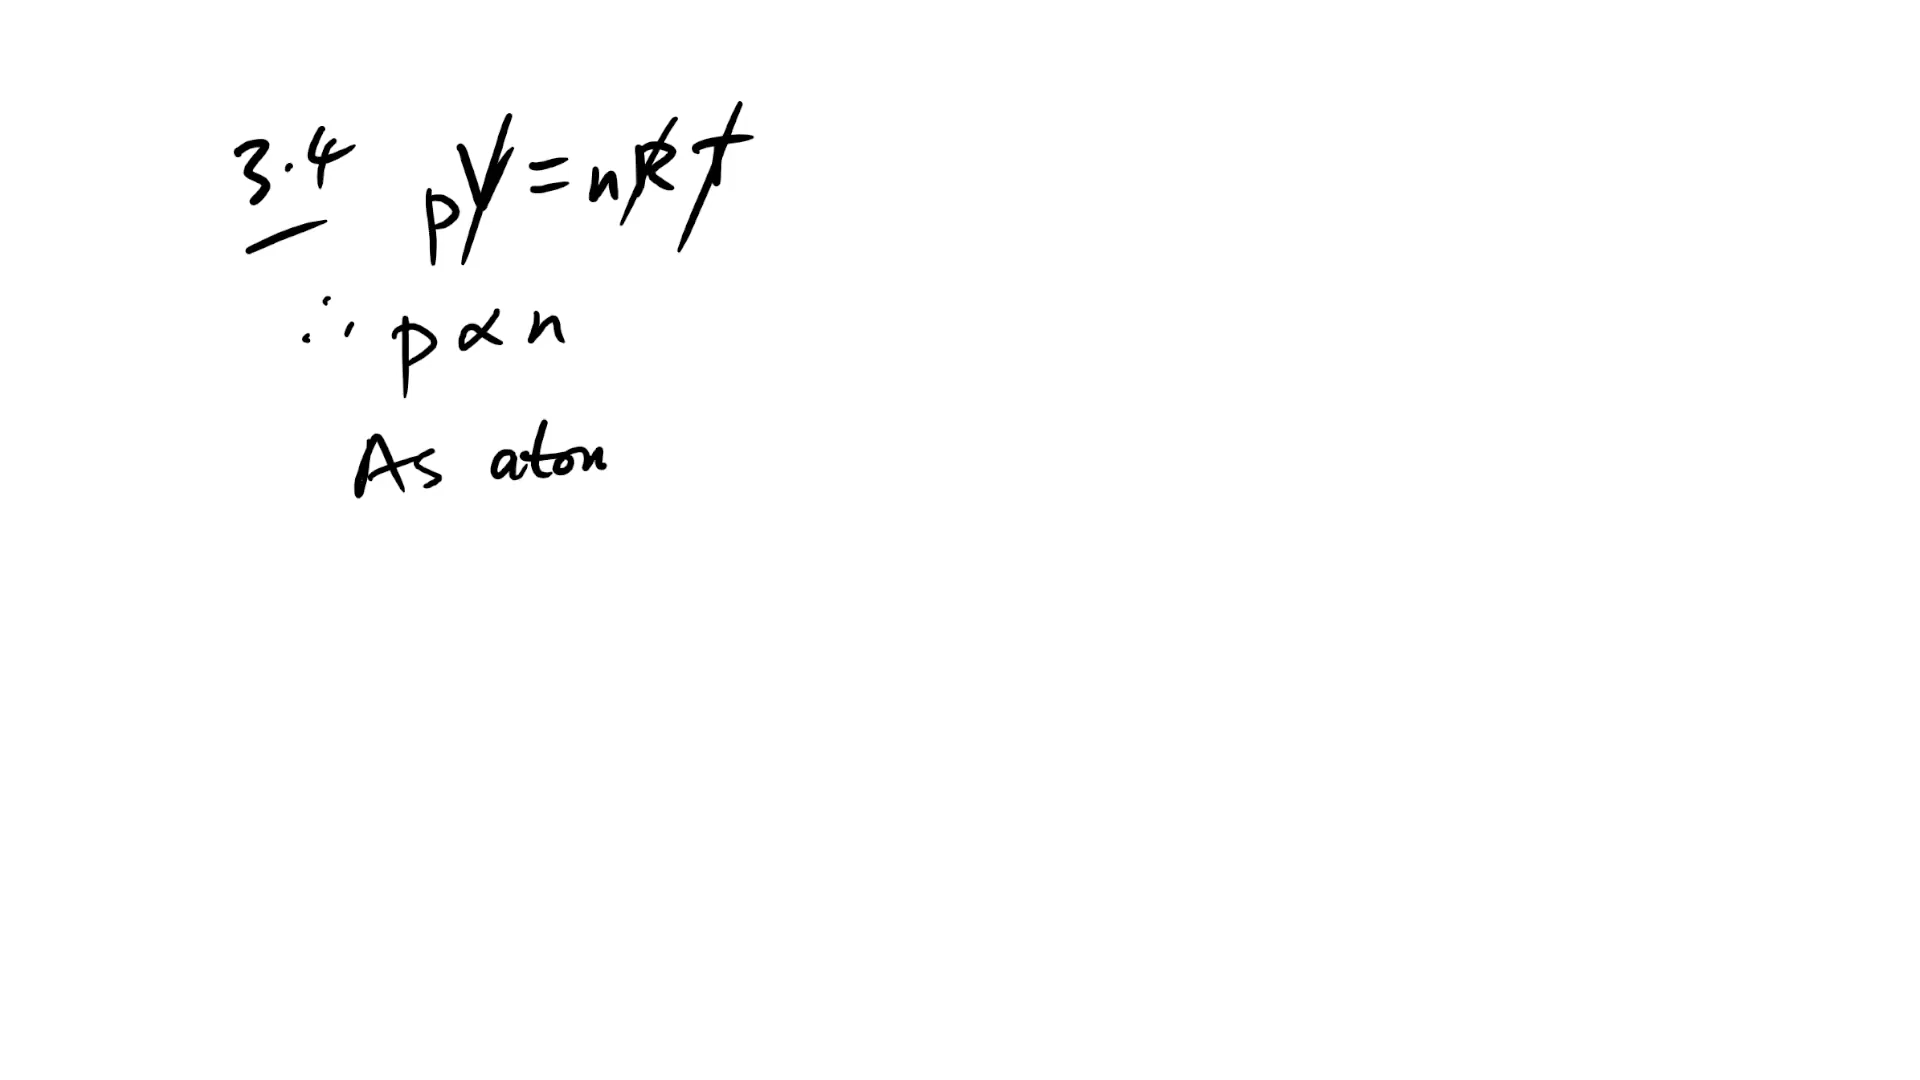 3.4 pV = nRT
∴ p ∝ n
As atom